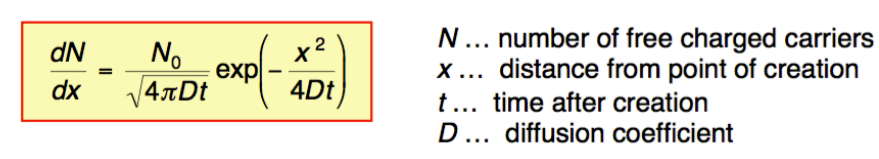 dN/dx = N₀/√(4πDt) exp(−x²/4Dt)
N ... number of free charged carriers
x ... distance from point of creation
t ... time after creation
D ... diffusion coefficient